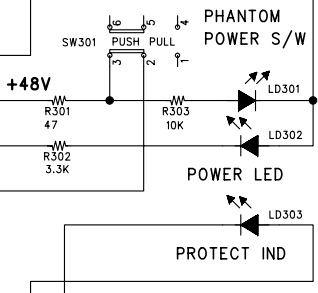 6 5 4
PHANTOM
POWER S/W
SW301 PUSH PULL
3 2 1
+48V
R301
47
R303
10K
LD301
LD302
R302
3.3K
POWER LED
LD303
PROTECT IND